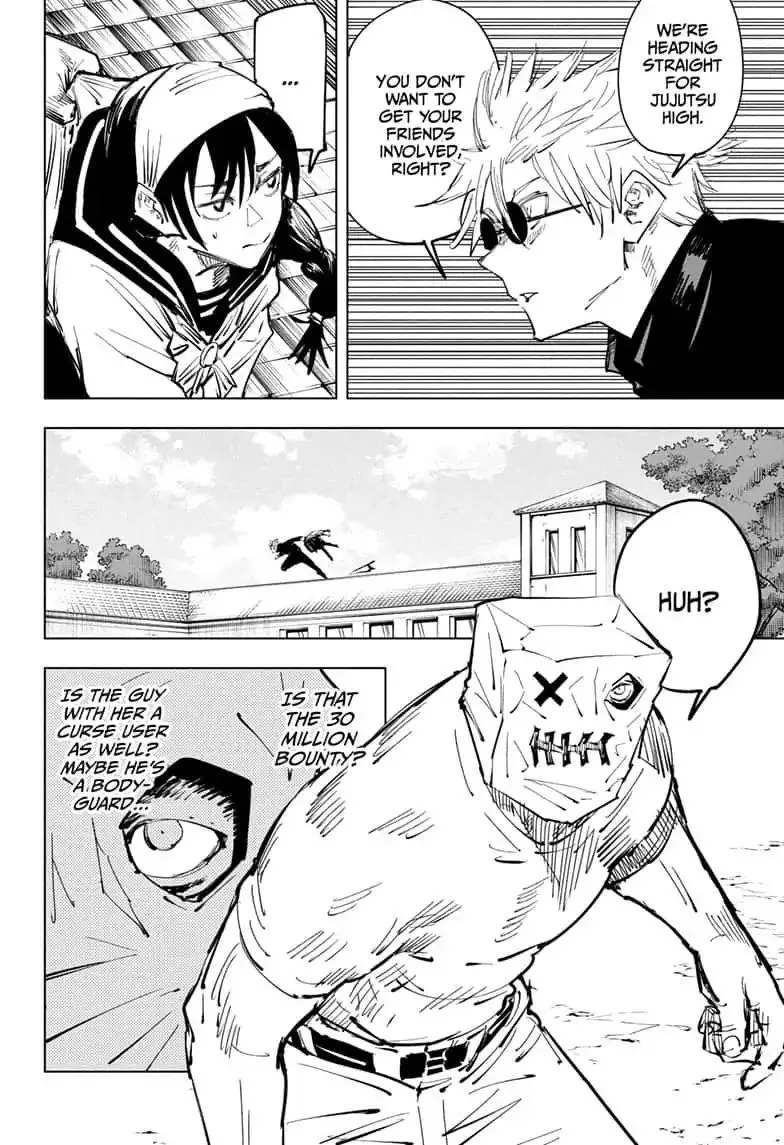 WE'RE
HEADING
STRAIGHT
FOR
JUJUTSU
HIGH.
YOU DON'T
WANT TO
GET YOUR
FRIENDS
INVOLVED,
RIGHT?
...
HUH?
IS THAT
THE 30
MILLION
BOUNTY?
IS THE GUY
WITH HER A
CURSE USER
AS WELL?
MAYBE HE'S
A BODY-
GUARD...